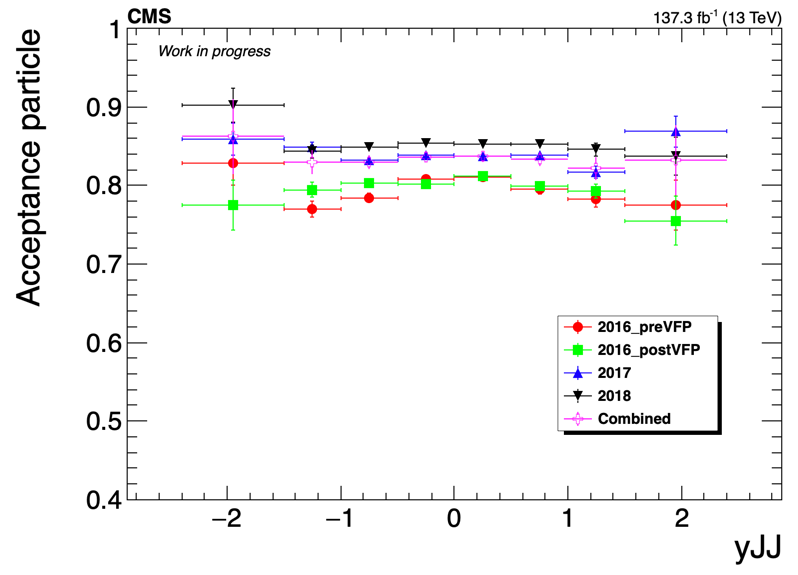 CMS
137.3 fb⁻¹ (13 TeV)
Work in progress
Acceptance particle
1
0.9
0.8
0.7
0.6
0.5
0.4
2016_preVFP
2016_postVFP
2017
2018
Combined
−2
−1
0
1
2
yJJ